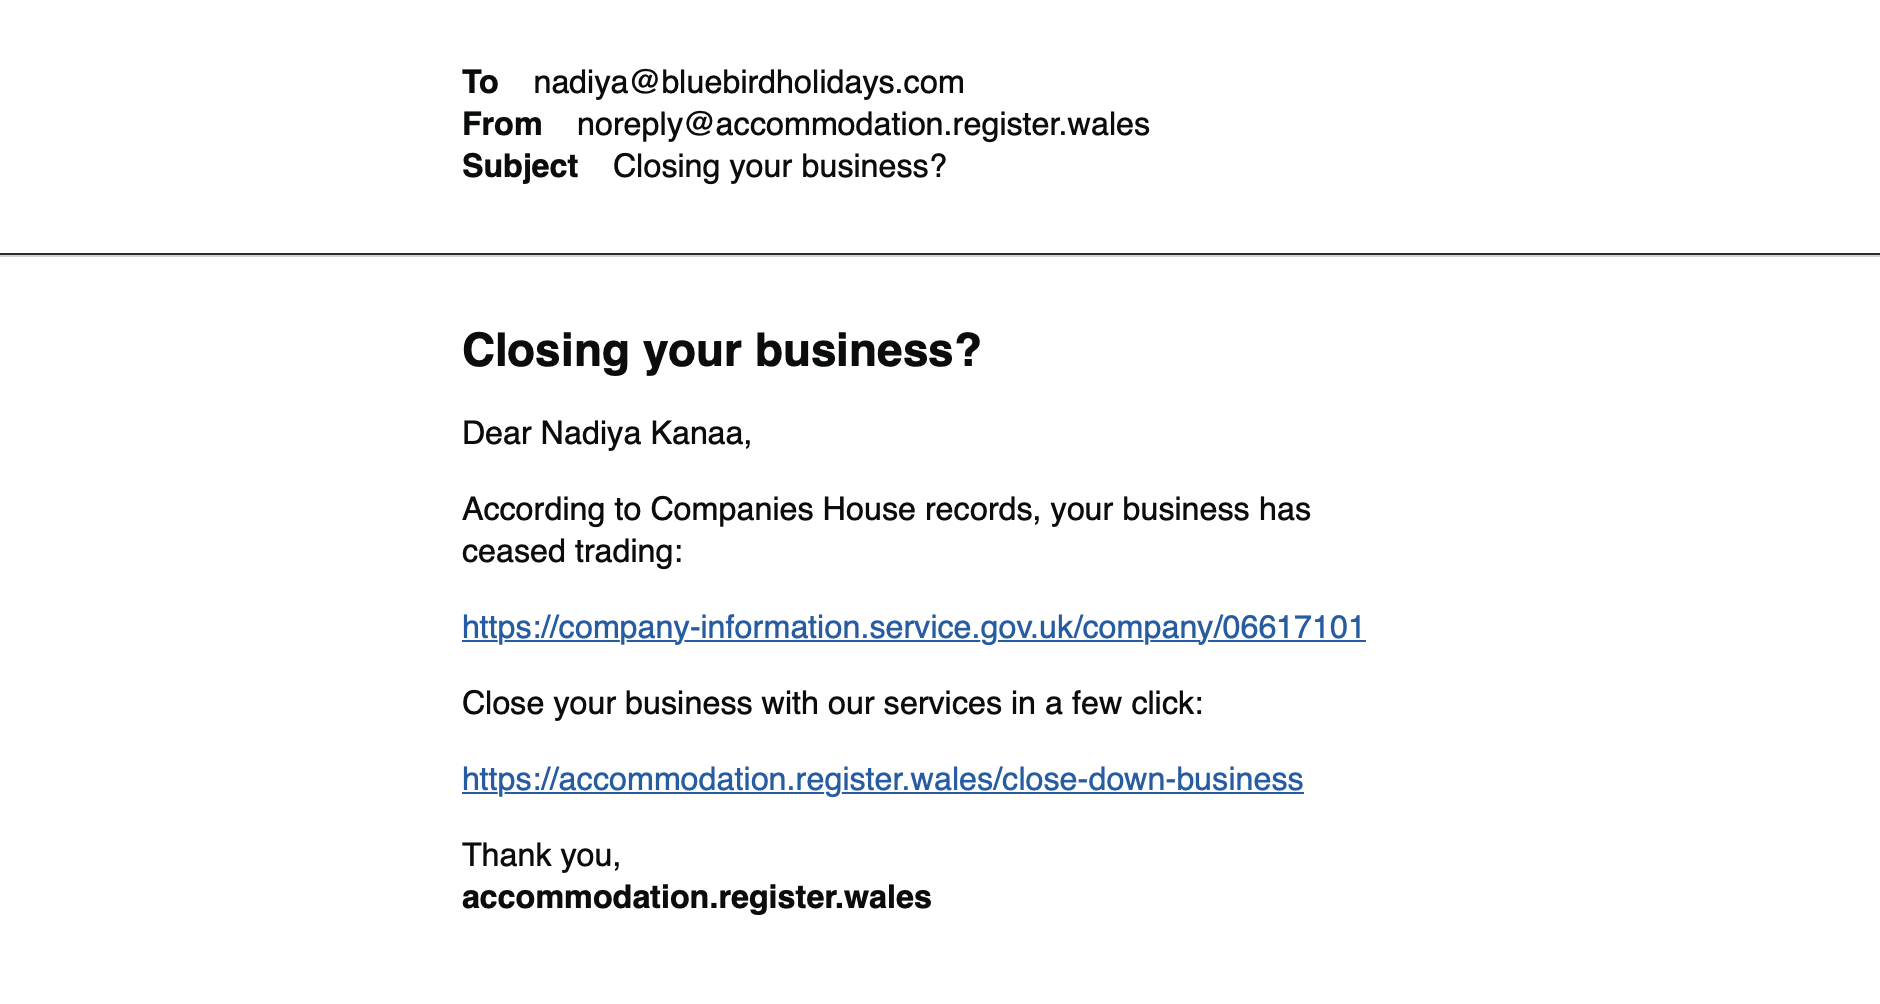 To nadiya@bluebirdholidays.com
From noreply@accommodation.register.wales
Subject Closing your business?
Closing your business?
Dear Nadiya Kanaa,
According to Companies House records, your business has
ceased trading:
https://company-information.service.gov.uk/company/06617101
Close your business with our services in a few click:
https://accommodation.register.wales/close-down-business
Thank you,
accommodation.register.wales